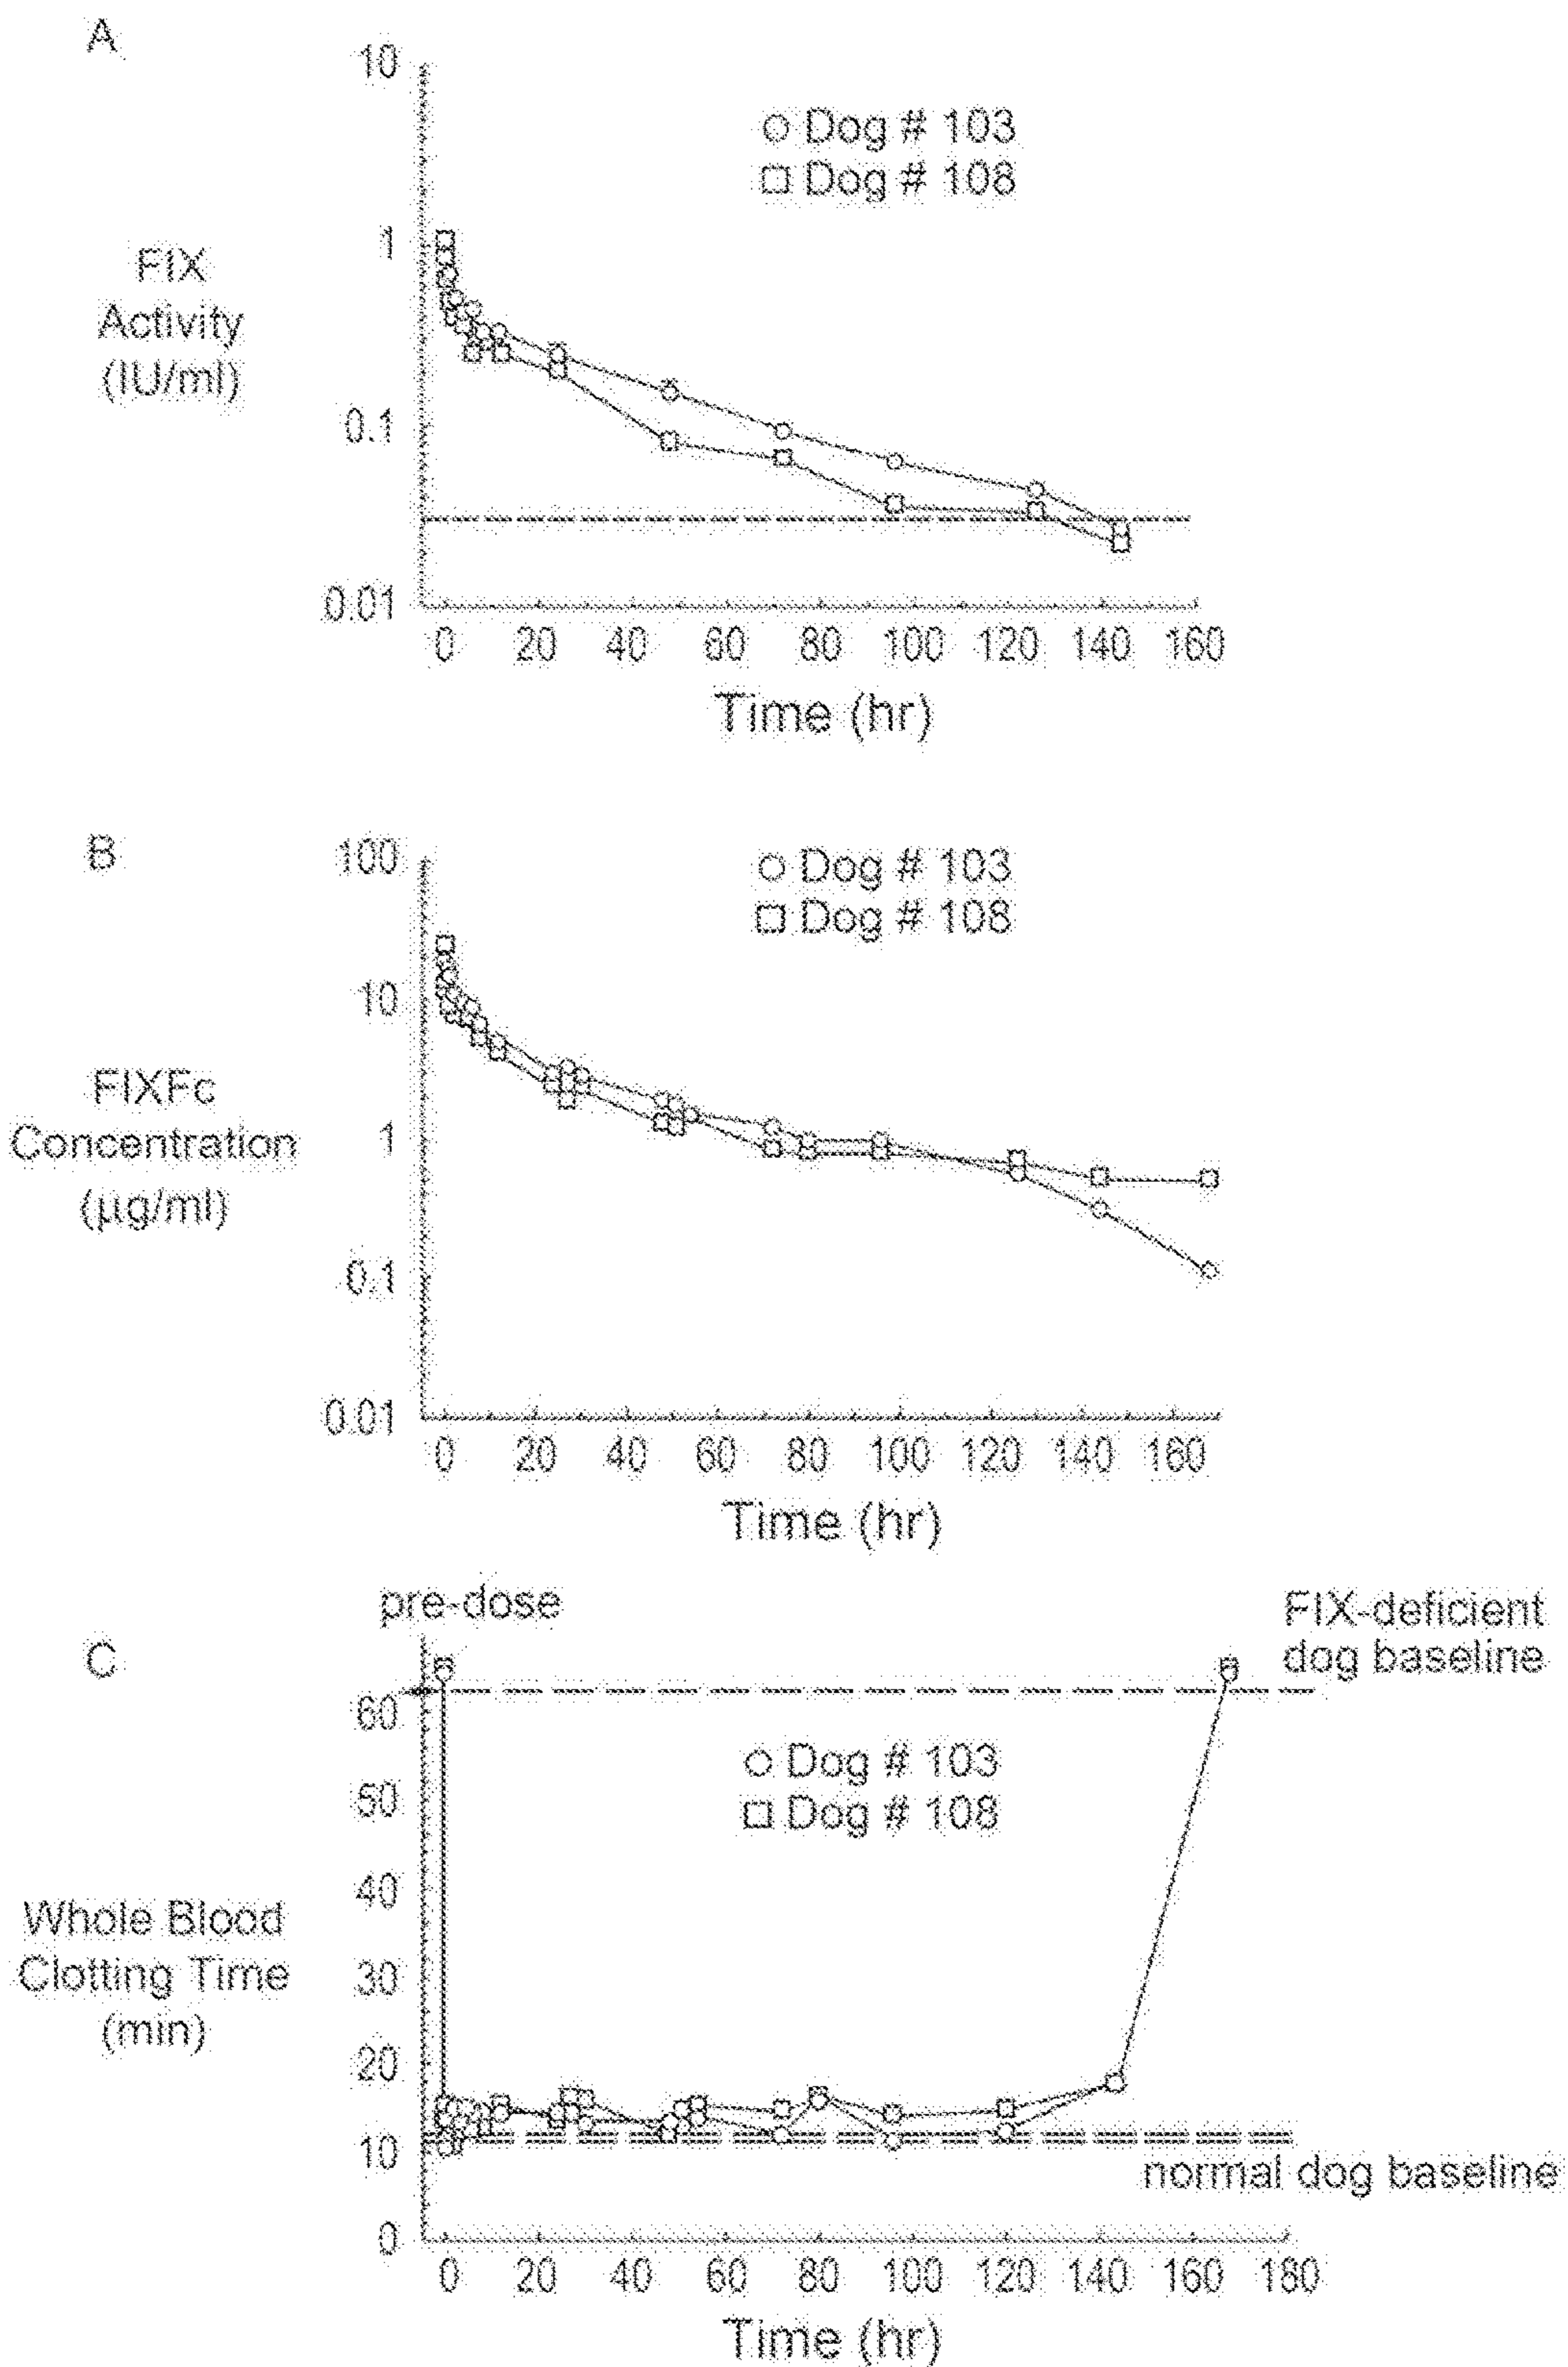 A
10
1
0.1
0.01
FIX
Activity
(IU/ml)
Dog # 103
Dog # 108
0 20 40 60 80 100 120 140 160
Time (hr)
B
100
10
1
0.1
0.01
FIXFc
Concentration
(µg/ml)
Dog # 103
Dog # 108
0 20 40 60 80 100 120 140 160
Time (hr)
C
pre-dose
FIX-deficient
dog baseline
60
50
40
30
20
10
0
Whole Blood
Clotting Time
(min)
Dog # 103
Dog # 108
normal dog baseline
0 20 40 60 80 100 120 140 160 180
Time (hr)